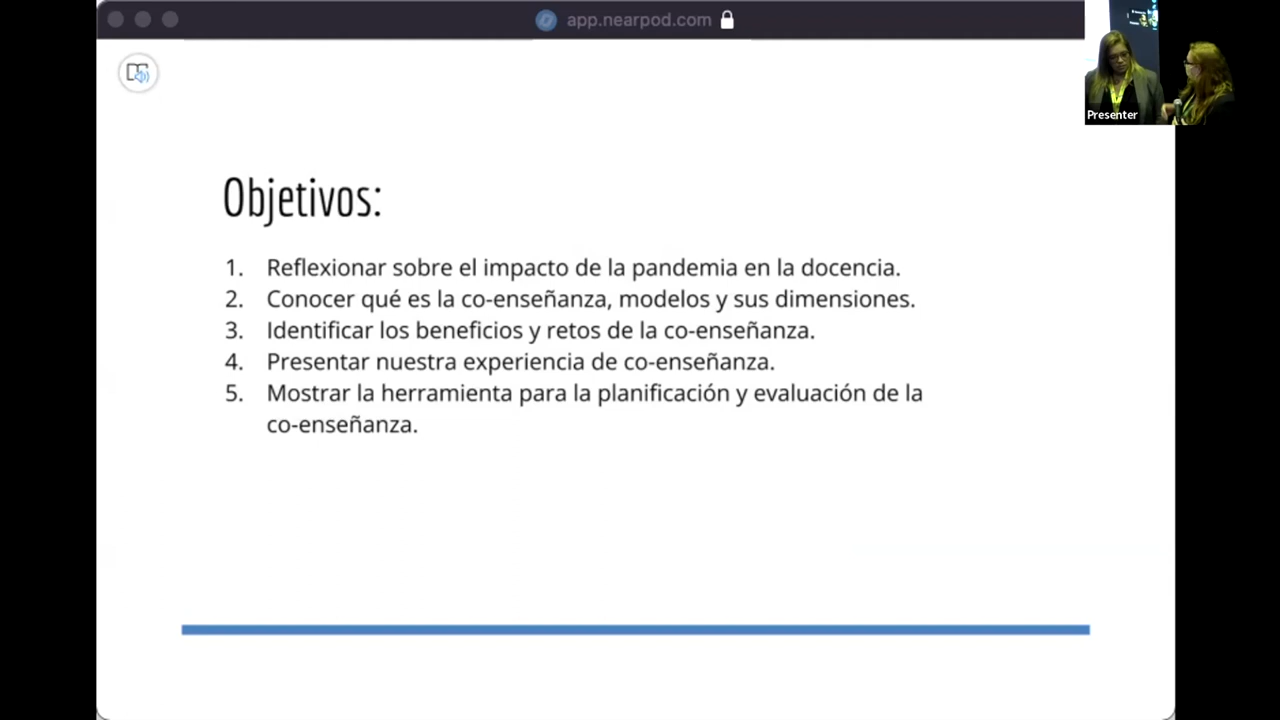 app.nearpod.com
Presenter
Objetivos:
1. Reflexionar sobre el impacto de la pandemia en la docencia.
2. Conocer qué es la co-enseñanza, modelos y sus dimensiones.
3. Identificar los beneficios y retos de la co-enseñanza.
4. Presentar nuestra experiencia de co-enseñanza.
5. Mostrar la herramienta para la planificación y evaluación de la
co-enseñanza.